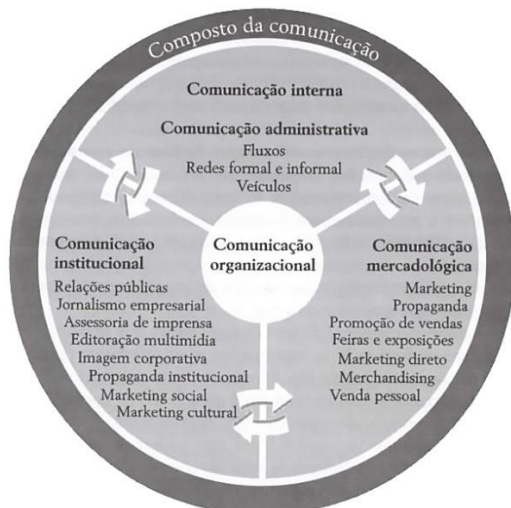 Composto da comunicação
Comunicação interna
Comunicação administrativa
Fluxos
Redes formal e informal
Veículos
Comunicação
organizacional
Comunicação
institucional
Relações públicas
Jornalismo empresarial
Assessoria de imprensa
Editoração multimídia
Imagem corporativa
Propaganda institucional
Marketing social
Marketing cultural
Comunicação
mercadológica
Marketing
Propaganda
Promoção de vendas
Feiras e exposições
Marketing direto
Merchandising
Venda pessoal